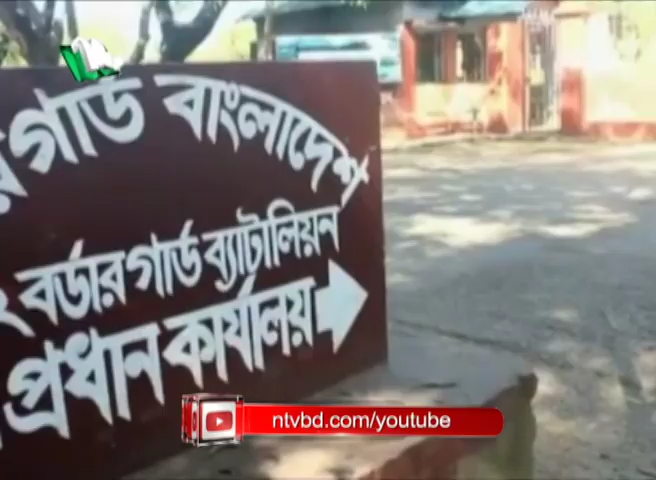 গার্ড বাংলাদেশ
বর্ডার গার্ড ব্যাটালিয়ন
প্রধান কার্যালয়
ntvbd.com/youtube